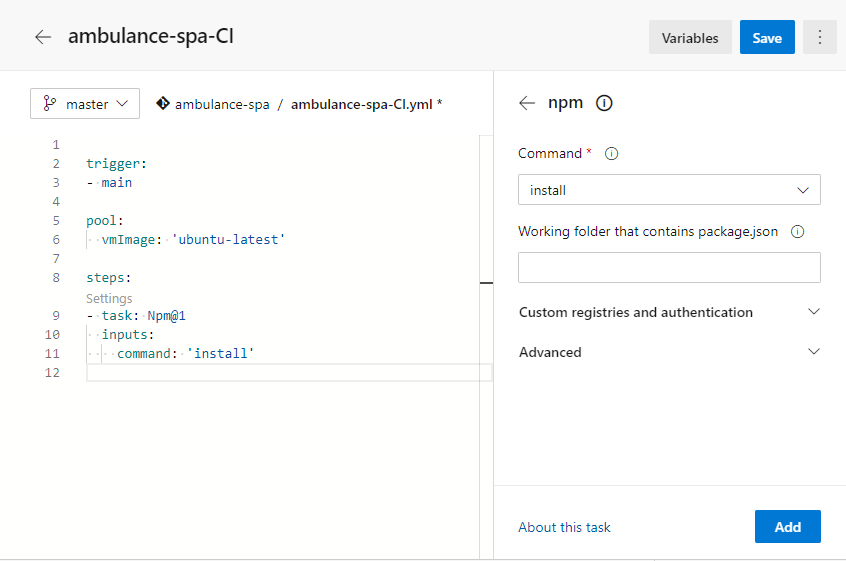 ambulance-spa-CI
Variables
Save
master
ambulance-spa / ambulance-spa-CI.yml *
1
2 trigger:
3 - main
4
5 pool:
6 vmImage: 'ubuntu-latest'
7
8 steps:
Settings
9 - task: Npm@1
10 inputs:
11 command: 'install'
12
npm
Command *
install
Working folder that contains package.json
Custom registries and authentication
Advanced
About this task
Add